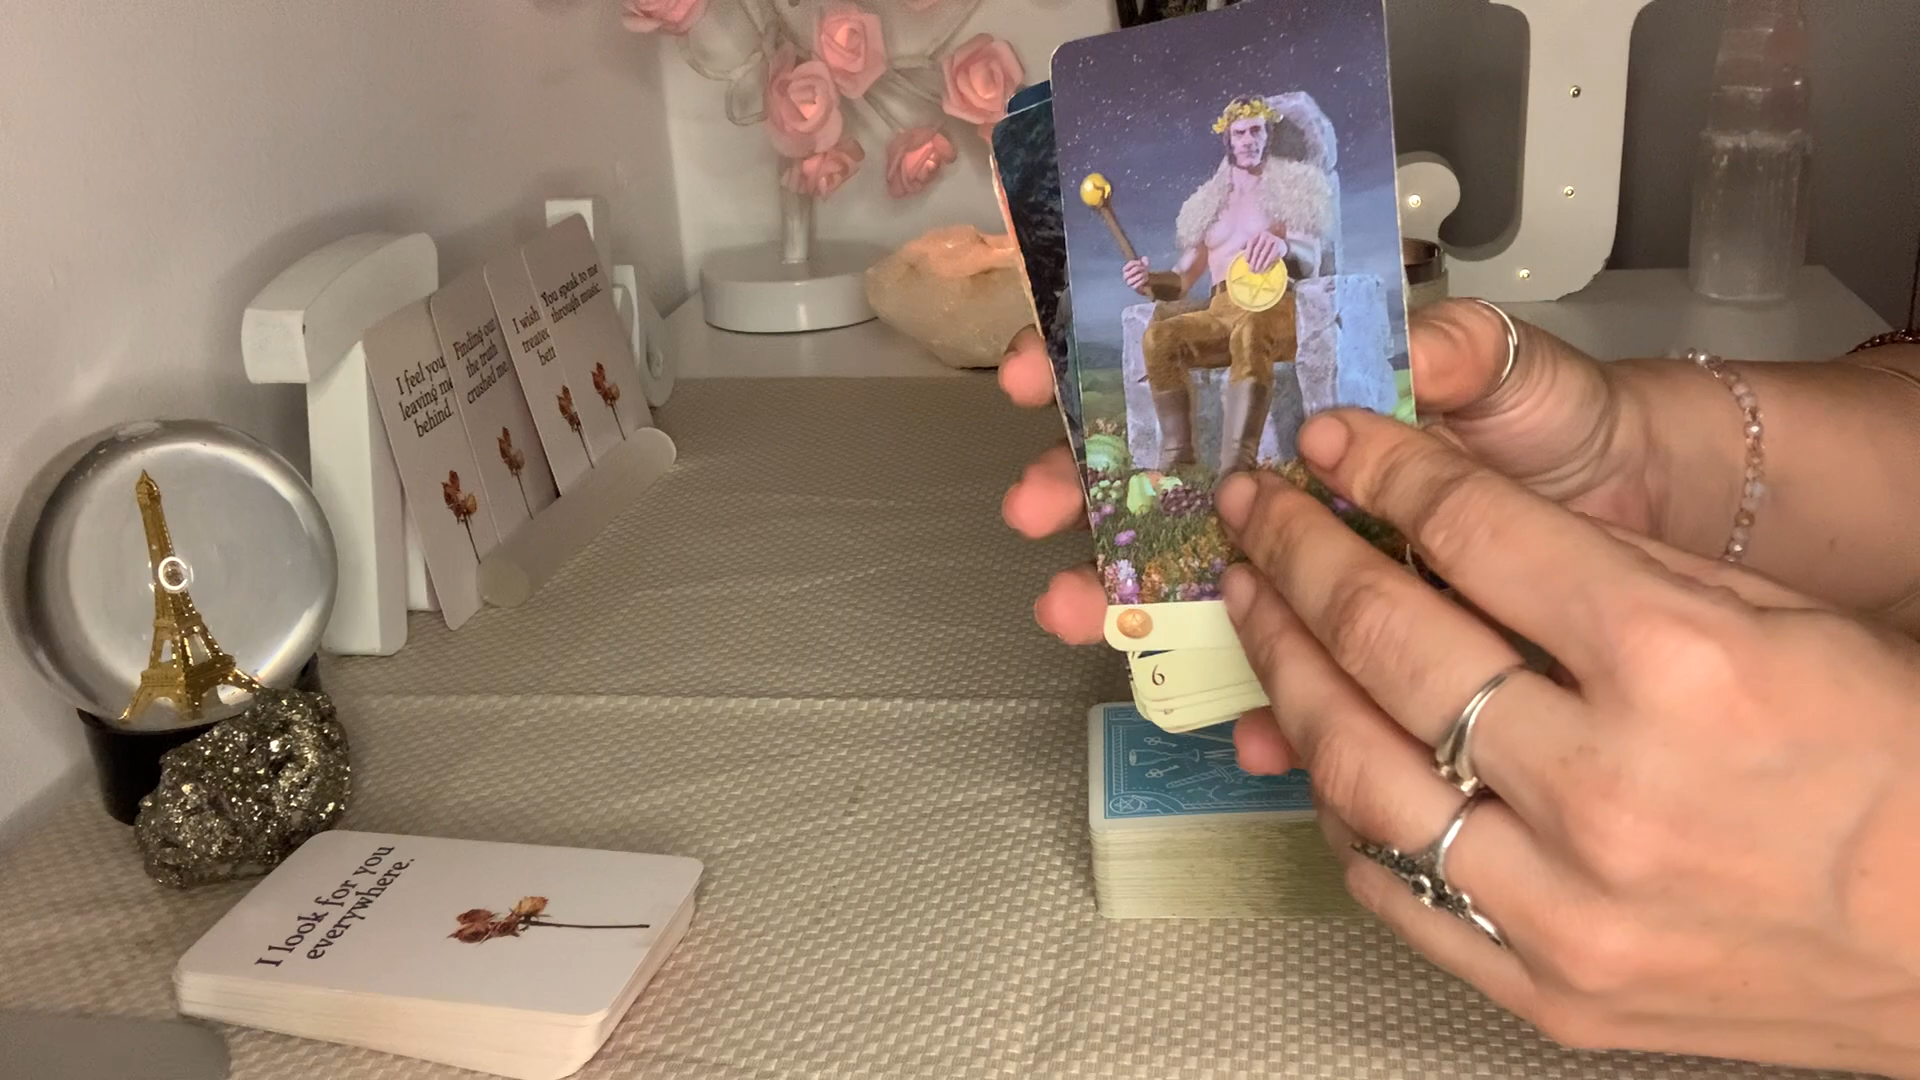 I feel you
leaving me
behind.
Finding out
the truth
crushed me.
I wish
treated
bett
You speak to me
through music.
6
I look for you
everywhere.